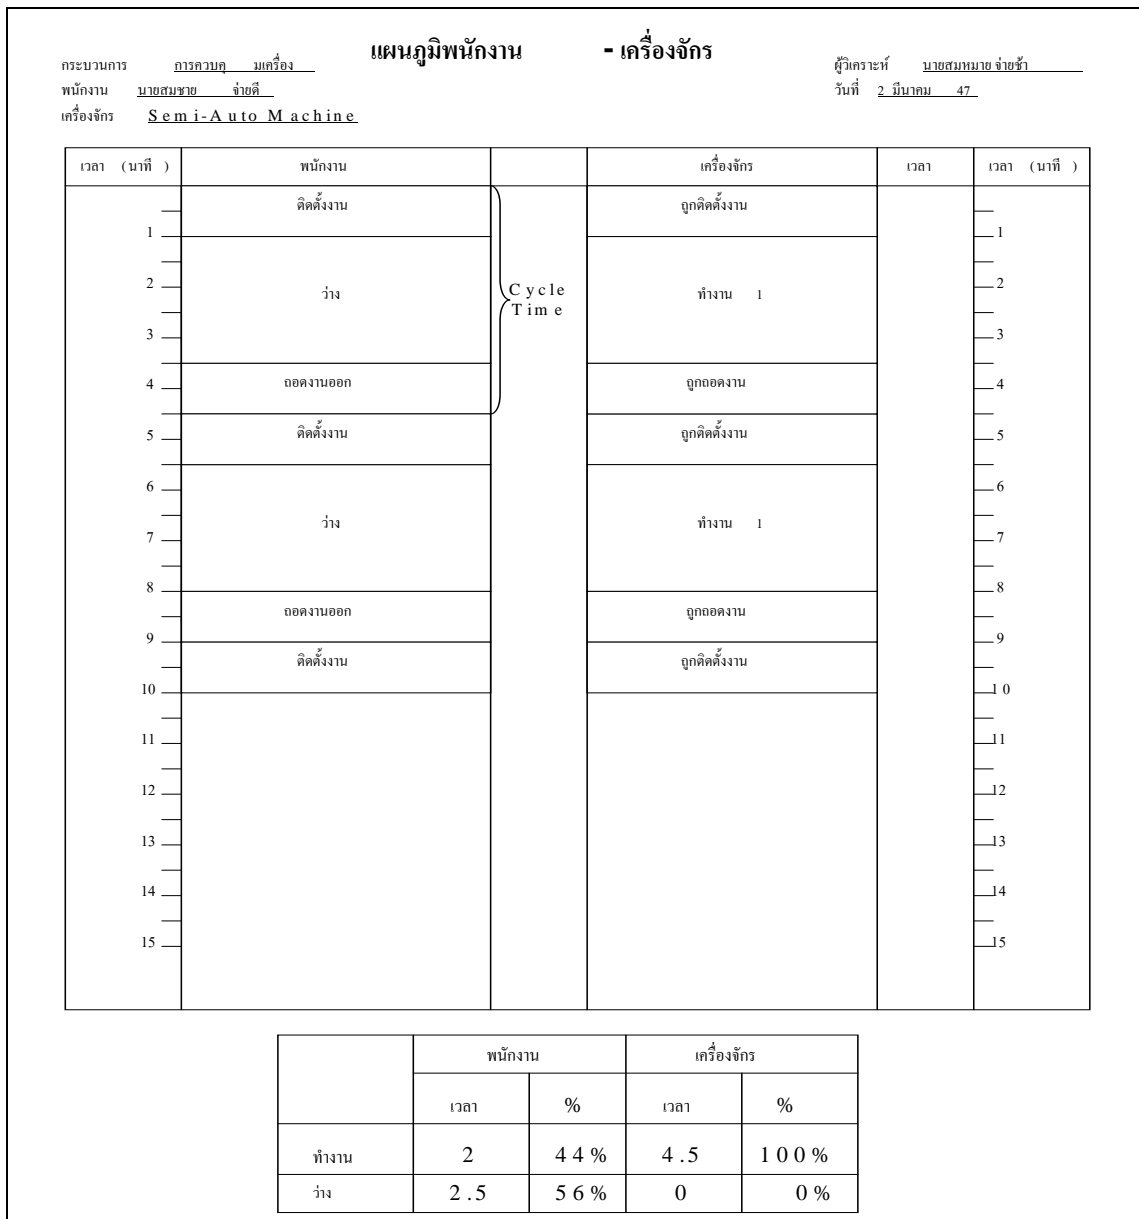 แผนภูมิพนักงาน - เครื่องจักร
กระบวนการ การควบคุ มเครื่อง ผู้วิเคราะห์ นายสมหมาย จ่ายช้า
พนักงาน นายสมชาย จ่ายดี วันที่ 2 มีนาคม 47
เครื่องจักร Semi-Auto Machine
เวลา (นาที ) พนักงาน เครื่องจักร เวลา เวลา (นาที )
ติดตั้งงาน ถูกติดตั้งงาน
1 1
2 ว่าง Cycle ทำงาน 1 2
Time
3 3
4 ถอดงานออก ถูกถอดงาน 4
5 ติดตั้งงาน ถูกติดตั้งงาน 5
6 6
ว่าง ทำงาน 1
7 7
8 8
ถอดงานออก ถูกถอดงาน
9 9
ติดตั้งงาน ถูกติดตั้งงาน
10 10
11 11
12 12
13 13
14 14
15 15
พนักงาน เครื่องจักร
เวลา % เวลา %
ทำงาน 2 44% 4.5 100%
ว่าง 2.5 56% 0 0%